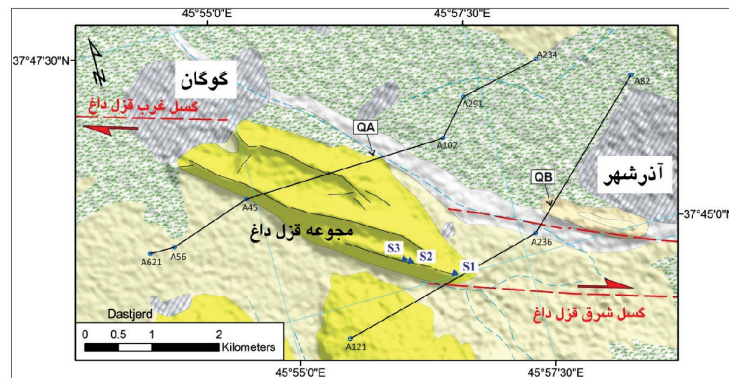 45°55'0"E
45°57'30"E
37°47'30"N
A234
A82
گوگان
A291
گسل غرب قزل داغ
QA
A102
QB
آذرشهر
A45
37°45'0"N
مجوعه قزل داغ
A236
A621
A56
S3
S2
S1
گسل شرق قزل داغ
Dastjerd
0 0.5 1 2
Kilometers
A121
45°55'0"E
45°57'30"E